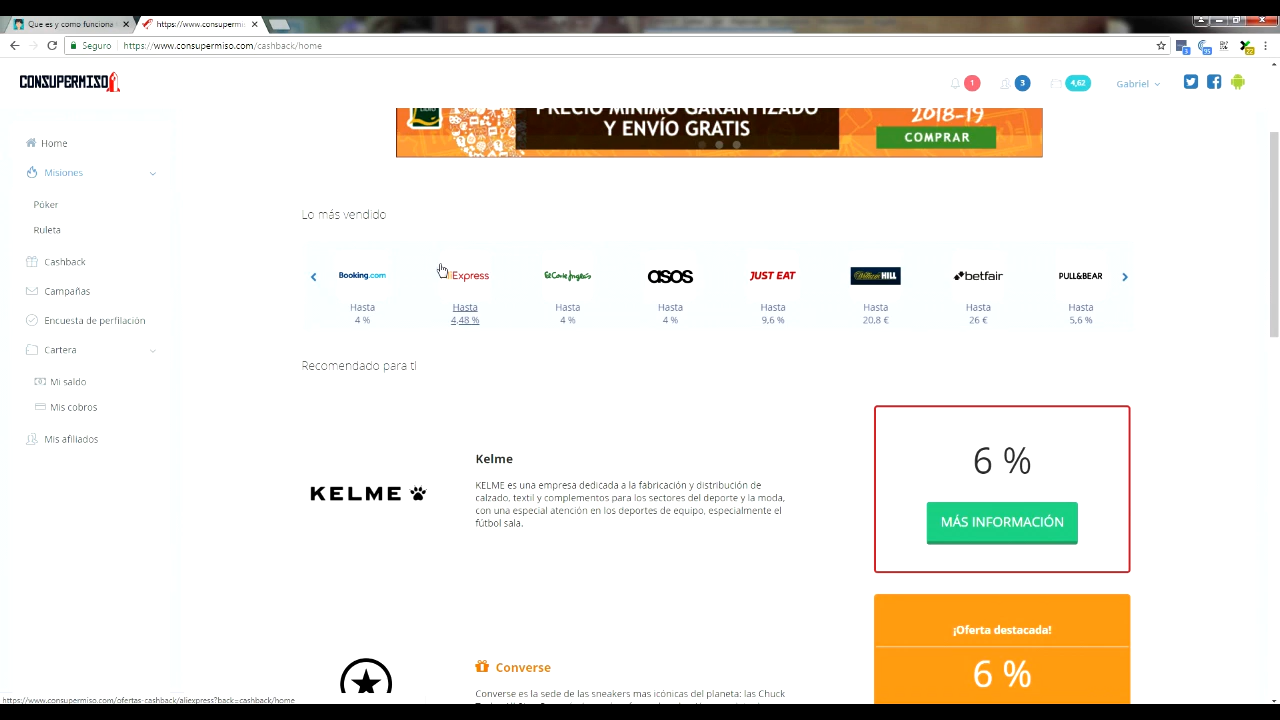 Que es y como funciona
https://www.consupermi
Seguro
https://www.consupermiso.com/cashback/home
CONSUPERMISO
1
3
4,62
Gabriel
PRECIO MÍNIMO GARANTIZADO
Y ENVÍO GRATIS
2018-19
COMPRAR
Home
Misiones
Póker
Ruleta
Cashback
Campañas
Encuesta de perfilación
Cartera
Mi saldo
Mis cobros
Mis afiliados
Lo más vendido
Booking.com
Express
El Corte Inglés
asos
JUST EAT
William HILL
betfair
PULL&BEAR
Hasta
4 %
Hasta
4,48 %
Hasta
4 %
Hasta
4 %
Hasta
9,6 %
Hasta
20,8 €
Hasta
26 €
Hasta
5,6 %
Recomendado para ti
KELME
Kelme
KELME es una empresa dedicada a la fabricación y distribución de
calzado, textil y complementos para los sectores del deporte y la moda,
con una especial atención en los deportes de equipo, especialmente el
fútbol sala.
6 %
MÁS INFORMACIÓN
Converse
Converse es la sede de las sneakers mas icónicas del planeta: las Chuck
¡Oferta destacada!
6 %
https://www.consupermiso.com/ofertas-cashback/aliexpress?back=cashback/home